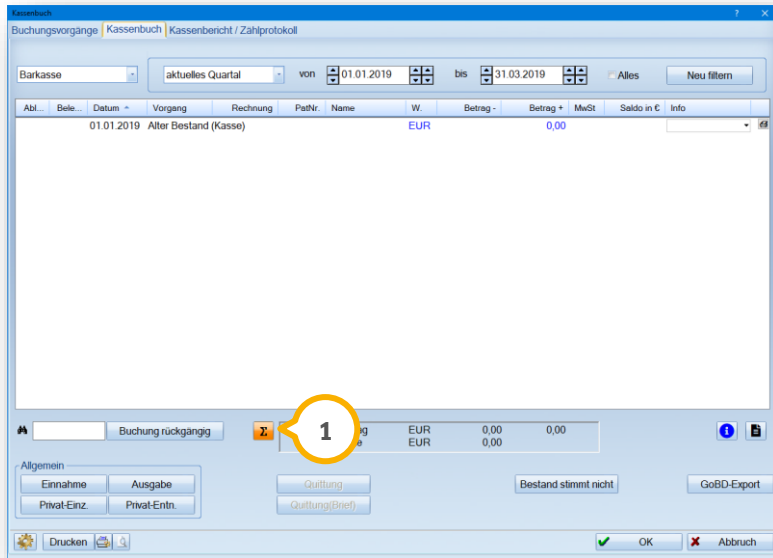 Kassenbuch
Buchungsvorgänge Kassenbuch Kassenbericht / Zählprotokoll
Barkasse aktuelles Quartal von 01.01.2019 bis 31.03.2019 Alles Neu filtern
Abl... Bele... Datum Vorgang Rechnung PatNr. Name W. Betrag - Betrag + MwSt Saldo in € Info
01.01.2019 Alter Bestand (Kasse) EUR 0,00
Buchung rückgängig Σ 1 EUR 0,00 0,00
EUR 0,00
Allgemein
Einnahme Ausgabe Quittung Bestand stimmt nicht GoBD-Export
Privat-Einz. Privat-Entn. Quittung(Brief)
Drucken OK Abbruch